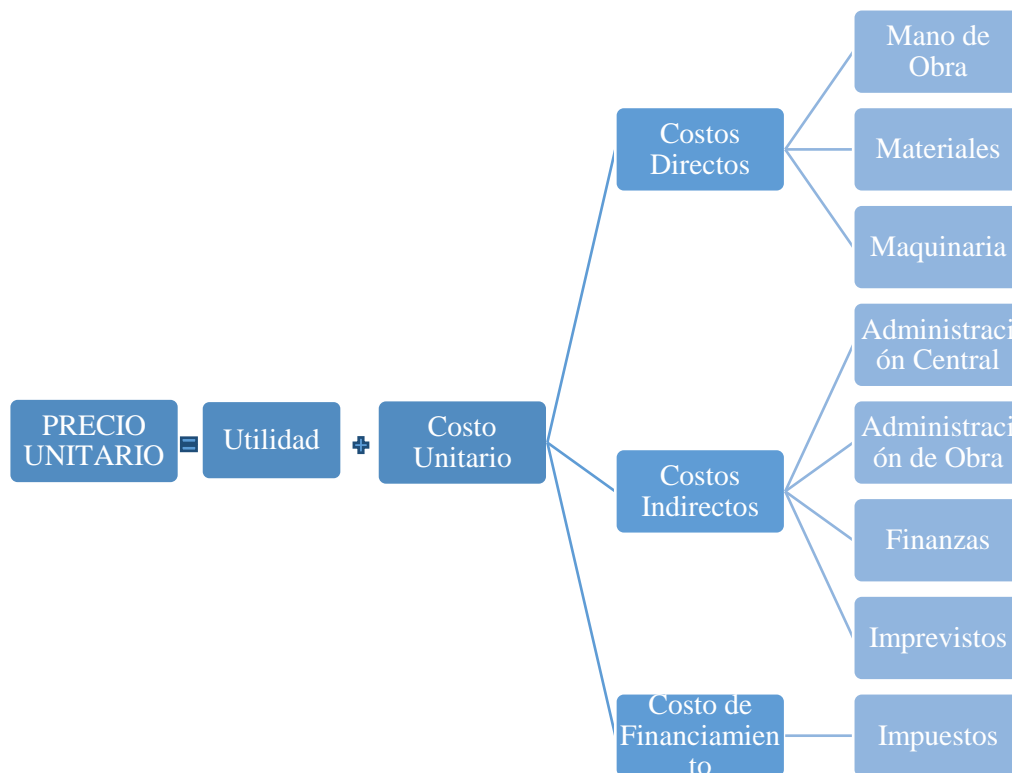 Mano de
Obra
Costos
Directos
Materiales
Maquinaria
Administraci
ón Central
PRECIO
UNITARIO
=
Utilidad
+
Costo
Unitario
Administraci
ón de Obra
Costos
Indirectos
Finanzas
Imprevistos
Costo de
Financiamien
to
Impuestos